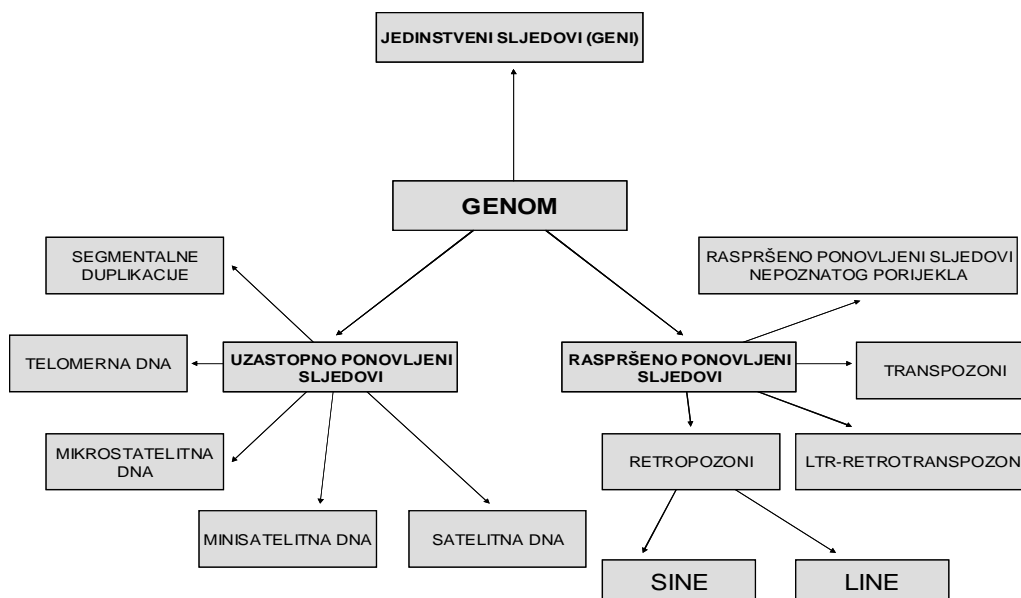 JEDINSTVENI SLJEDOVI (GENI)
GENOM
SEGMENTALNE
DUPLIKACIJE
RASPRŠENO PONOVLJENI SLJEDOVI
NEPOZNATOG PORIJEKLA
TELOMERNA DNA
UZASTOPNO PONOVLJENI
SLJEDOVI
RASPRŠENO PONOVLJENI
SLJEDOVI
TRANSPOZONI
MIKROSTATELITNA
DNA
RETROPOZONI
LTR-RETROTRANSPOZON
MINISATELITNA DNA
SATELITNA DNA
SINE
LINE